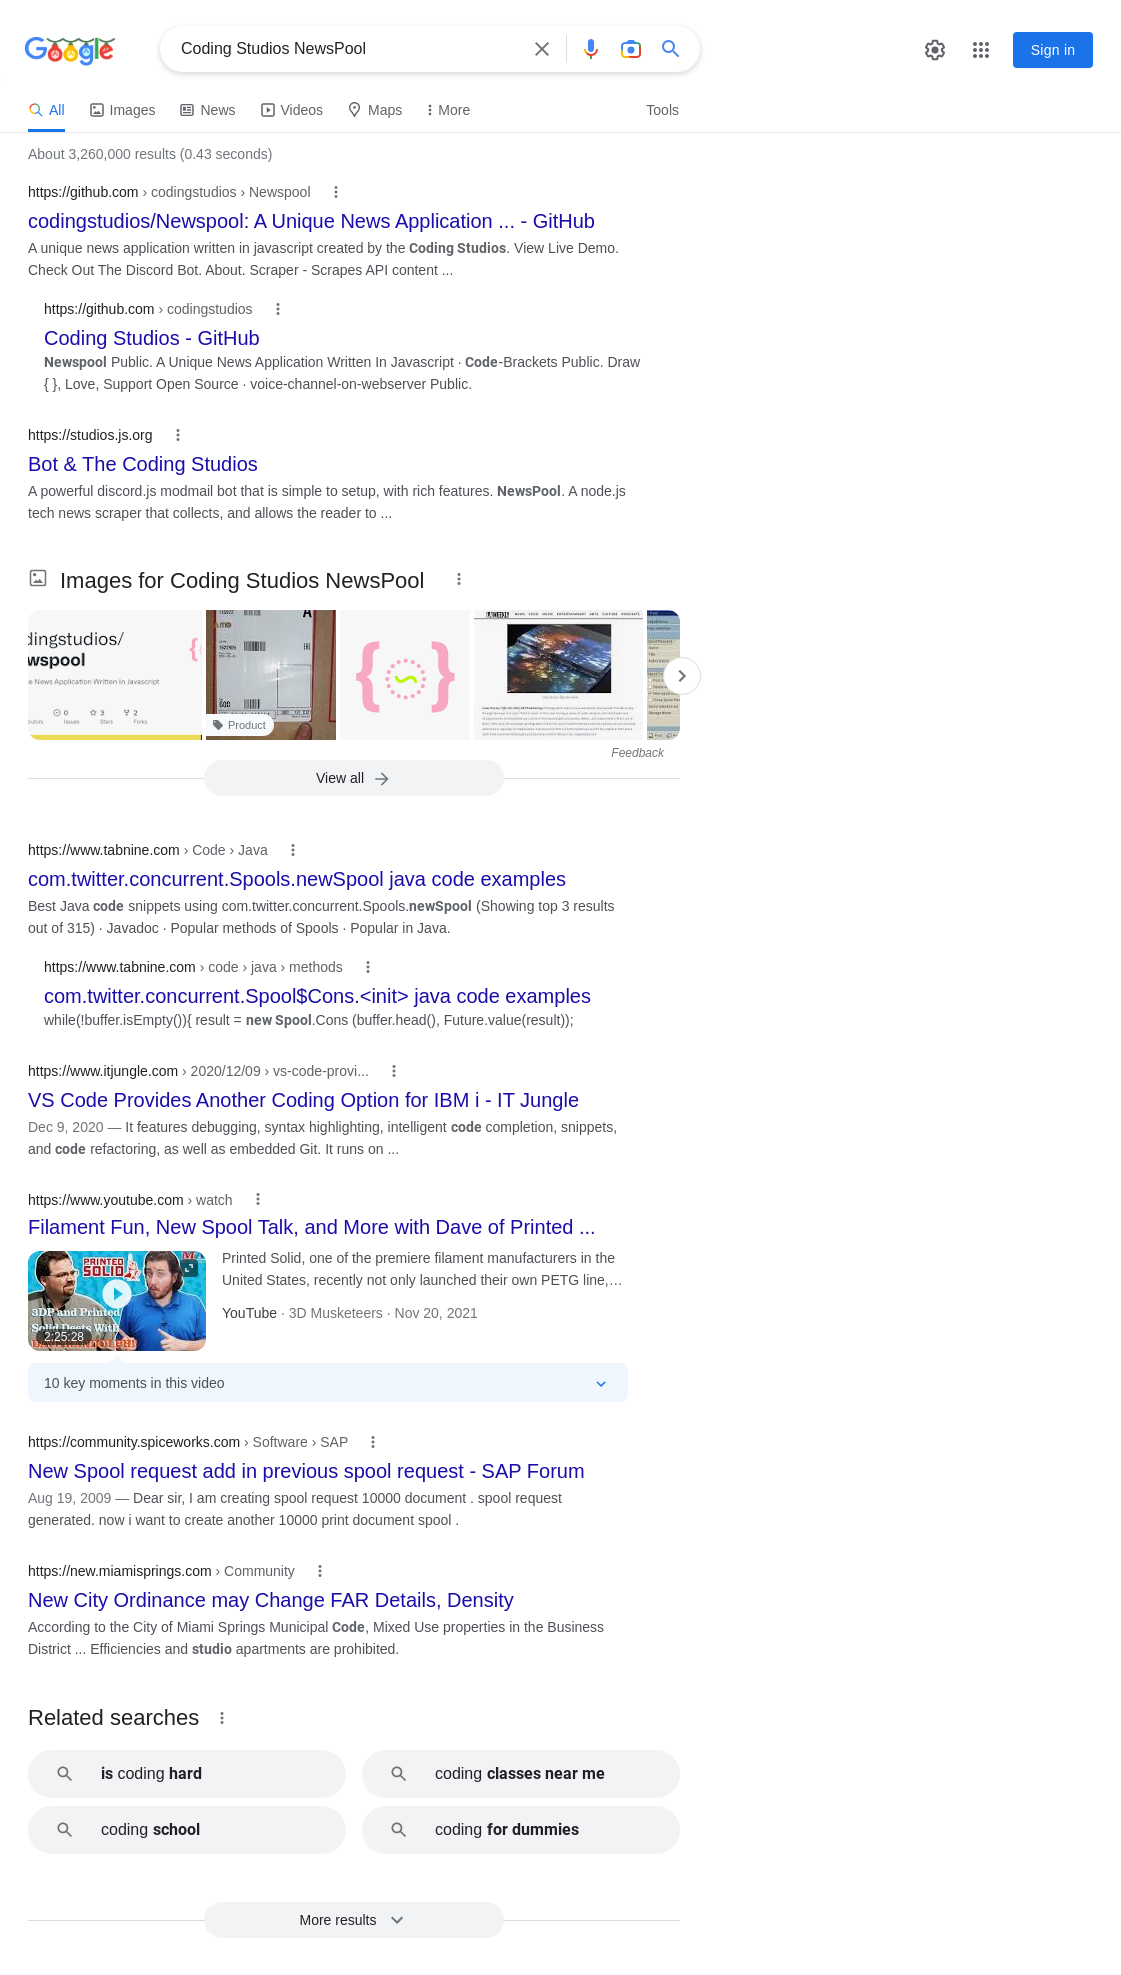 Google
Coding Studios NewsPool
Sign in
All
Images
News
Videos
Maps
More
Tools
About 3,260,000 results (0.43 seconds)
https://github.com › codingstudios › Newspool
codingstudios/Newspool: A Unique News Application ... - GitHub
A unique news application written in javascript created by the Coding Studios. View Live Demo.
Check Out The Discord Bot. About. Scraper - Scrapes API content ...
https://github.com › codingstudios
Coding Studios - GitHub
Newspool Public. A Unique News Application Written In Javascript · Code-Brackets Public. Draw
{ }, Love, Support Open Source · voice-channel-on-webserver Public.
https://studios.js.org
Bot & The Coding Studios
A powerful discord.js modmail bot that is simple to setup, with rich features. NewsPool. A node.js
tech news scraper that collects, and allows the reader to ...
Images for Coding Studios NewsPool
dingstudios/
wspool
e News Application Written In Javascript
0
3
2
Issues
Stars
Forks
Product
Feedback
View all
https://www.tabnine.com › Code › Java
com.twitter.concurrent.Spools.newSpool java code examples
Best Java code snippets using com.twitter.concurrent.Spools.newSpool (Showing top 3 results
out of 315) · Javadoc · Popular methods of Spools · Popular in Java.
https://www.tabnine.com › code › java › methods
com.twitter.concurrent.Spool$Cons.<init> java code examples
while(!buffer.isEmpty()){ result = new Spool.Cons (buffer.head(), Future.value(result));
https://www.itjungle.com › 2020/12/09 › vs-code-provi...
VS Code Provides Another Coding Option for IBM i - IT Jungle
Dec 9, 2020 — It features debugging, syntax highlighting, intelligent code completion, snippets,
and code refactoring, as well as embedded Git. It runs on ...
https://www.youtube.com › watch
Filament Fun, New Spool Talk, and More with Dave of Printed ...
PRINTED
SOLID
3DP and Printed
Solid Deets With
2:25:28
Printed Solid, one of the premiere filament manufacturers in the
United States, recently not only launched their own PETG line,…
YouTube · 3D Musketeers · Nov 20, 2021
10 key moments in this video
https://community.spiceworks.com › Software › SAP
New Spool request add in previous spool request - SAP Forum
Aug 19, 2009 — Dear sir, I am creating spool request 10000 document . spool request
generated. now i want to create another 10000 print document spool .
https://new.miamisprings.com › Community
New City Ordinance may Change FAR Details, Density
According to the City of Miami Springs Municipal Code, Mixed Use properties in the Business
District ... Efficiencies and studio apartments are prohibited.
Related searches
is coding hard
coding classes near me
coding school
coding for dummies
More results